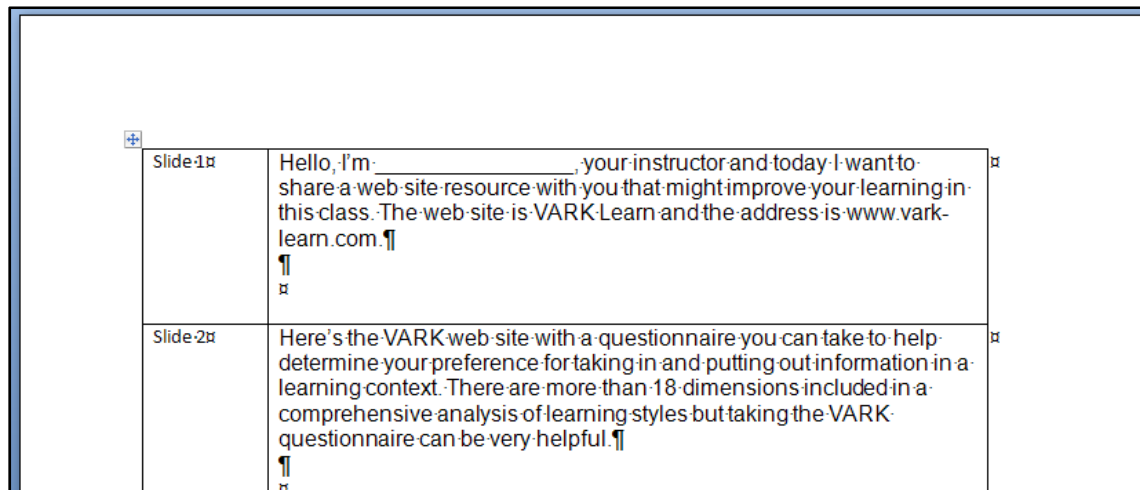 Slide 1
Hello, I'm ________________, your instructor and today I want to
share a web site resource with you that might improve your learning in
this class. The web site is VARK Learn and the address is www.vark-
learn.com.¶
¶
Slide 2
Here's the VARK web site with a questionnaire you can take to help
determine your preference for taking in and putting out information in a
learning context. There are more than 18 dimensions included in a
comprehensive analysis of learning styles but taking the VARK
questionnaire can be very helpful.¶
¶